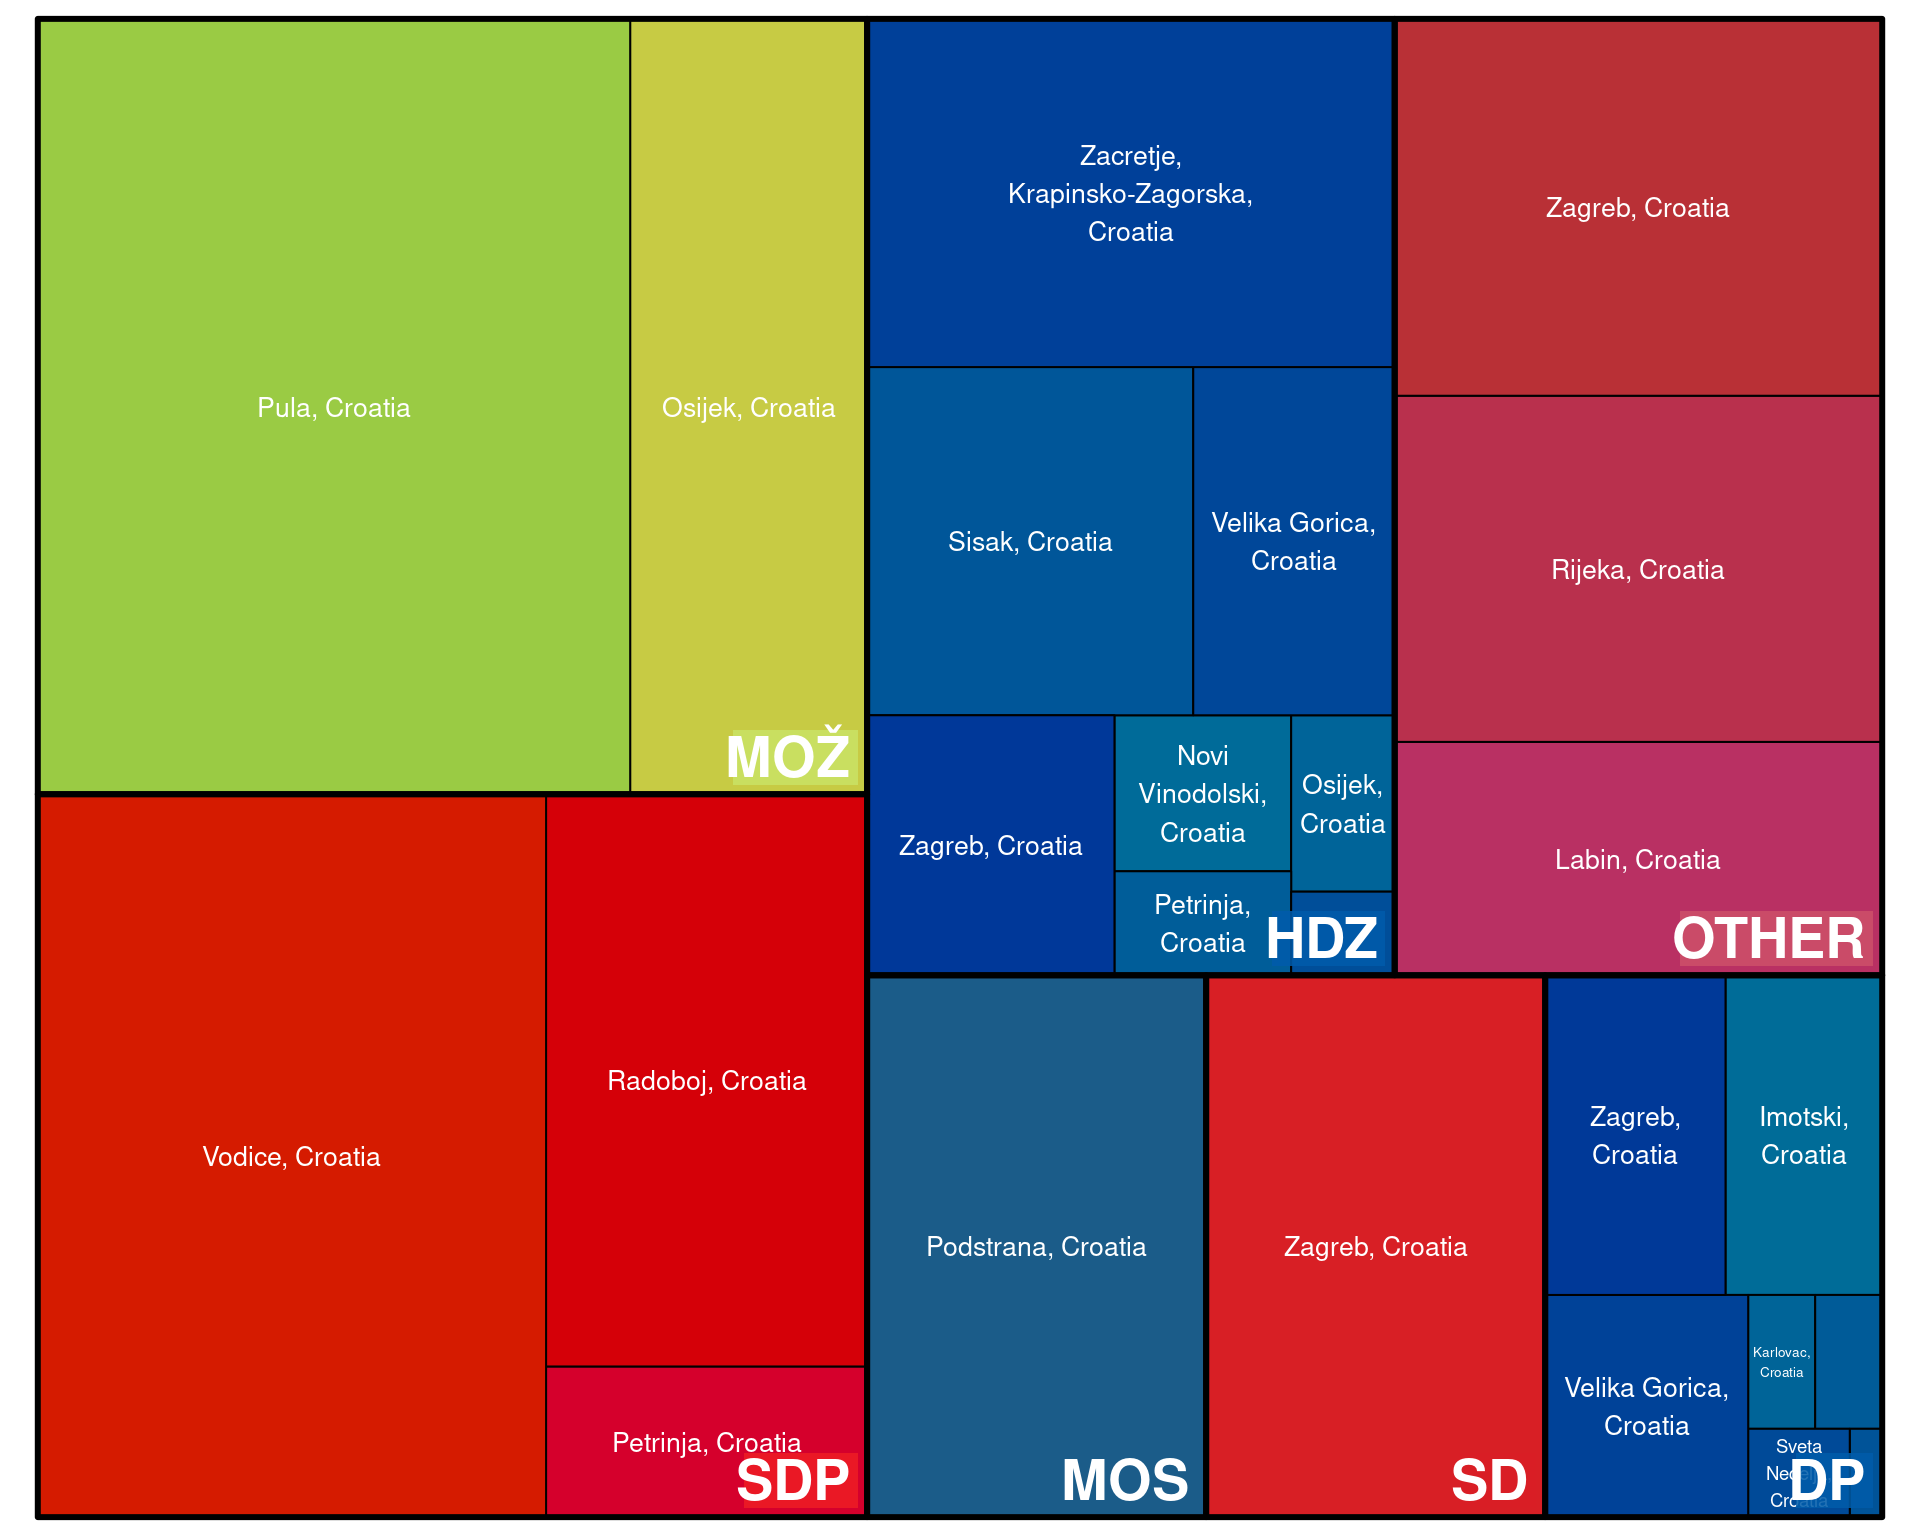 Pula, Croatia
Osijek, Croatia
MOŽ
Vodice, Croatia
Radoboj, Croatia
Petrinja, Croatia
SDP
Zacretje,
Krapinsko-Zagorska,
Croatia
Sisak, Croatia
Velika Gorica,
Croatia
Zagreb, Croatia
Novi
Vinodolski,
Croatia
Osijek,
Croatia
Petrinja,
Croatia
HDZ
Zagreb, Croatia
Rijeka, Croatia
Labin, Croatia
OTHER
Podstrana, Croatia
MOS
Zagreb, Croatia
SD
Zagreb,
Croatia
Imotski,
Croatia
Velika Gorica,
Croatia
Karlovac,
Croatia
Sveta
Croatia
DP